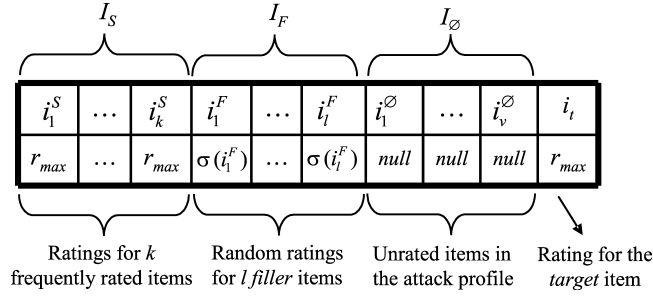 I_S I_F I_∅
i_1^S … i_k^S i_1^F … i_l^F i_1^∅ … i_v^∅ i_t
r_max … r_max σ(i_1^F) … σ(i_l^F) null null null r_max
Ratings for k
frequently rated items
Random ratings
for l filler items
Unrated items in
the attack profile
Rating for the
target item